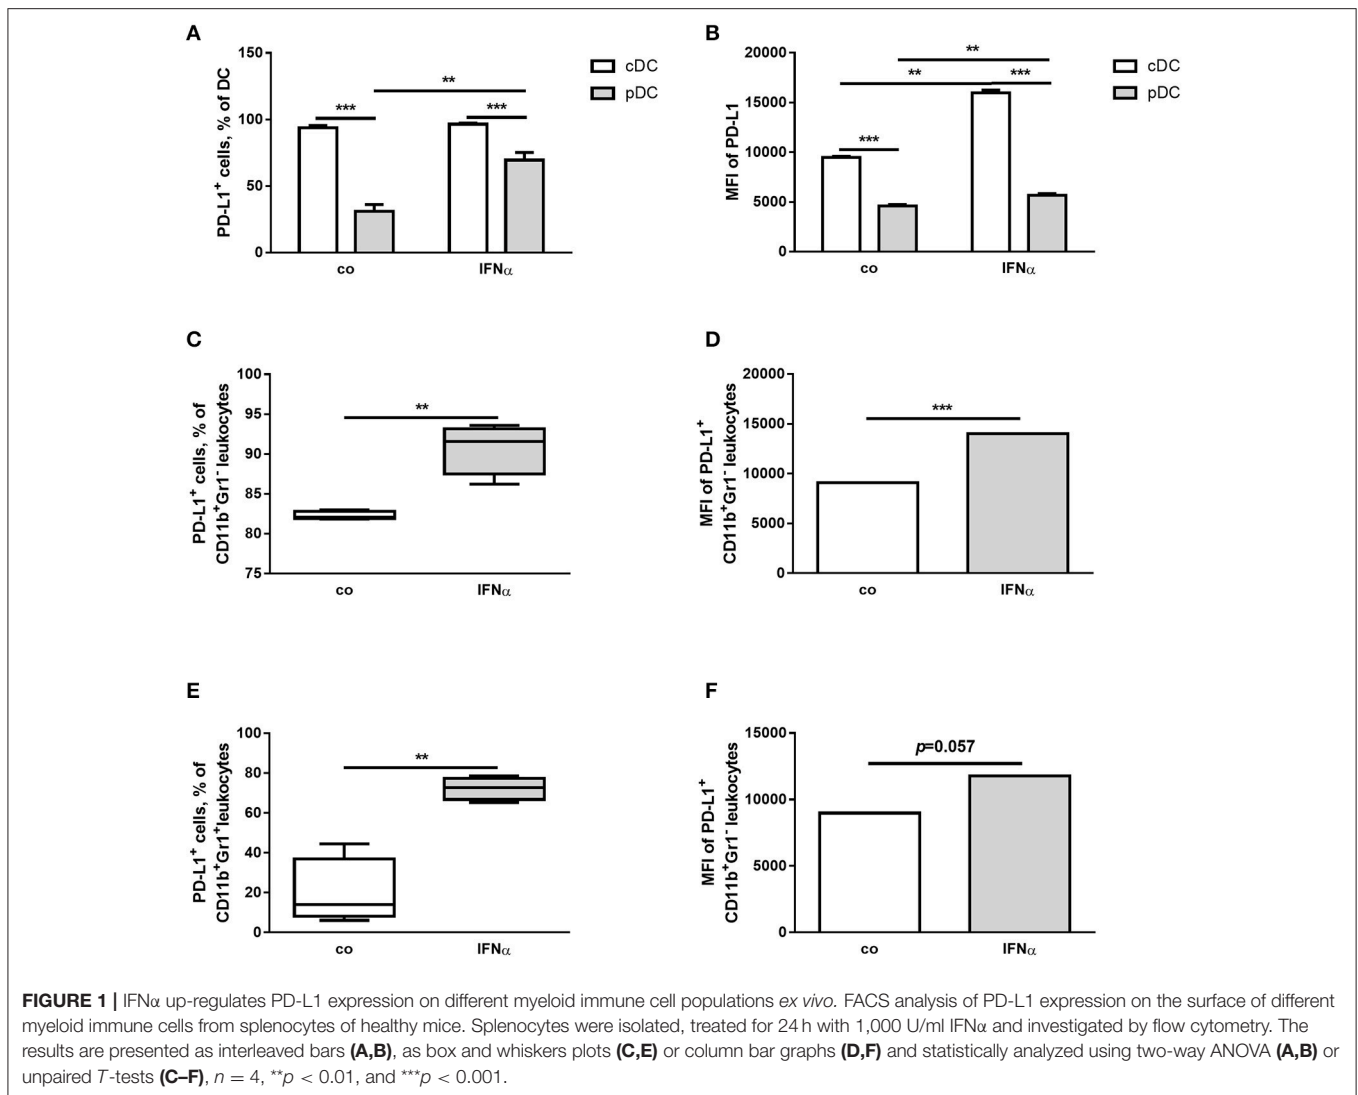 A
150
100
50
0
PD-L1+ cells, % of DC
***
**
***
co
IFNα
cDC
pDC
B
20000
15000
10000
5000
0
MFI of PD-L1
***
**
**
***
co
IFNα
cDC
pDC
C
100
95
90
85
80
75
PD-L1+ cells, % of
CD11b+Gr1- leukocytes
**
co
IFNα
D
20000
15000
10000
5000
0
MFI of PD-L1+
CD11b+Gr1- leukocytes
***
co
IFNα
E
100
80
60
40
20
0
PD-L1+ cells, % of
CD11b+Gr1+leukocytes
**
co
IFNα
F
15000
10000
5000
0
MFI of PD-L1+
CD11b+Gr1- leukocytes
p=0.057
co
IFNα
FIGURE 1 | IFNα up-regulates PD-L1 expression on different myeloid immune cell populations ex vivo. FACS analysis of PD-L1 expression on the surface of different
myeloid immune cells from splenocytes of healthy mice. Splenocytes were isolated, treated for 24 h with 1,000 U/ml IFNα and investigated by flow cytometry. The
results are presented as interleaved bars (A,B), as box and whiskers plots (C,E) or column bar graphs (D,F) and statistically analyzed using two-way ANOVA (A,B) or
unpaired T-tests (C–F), n = 4, **p < 0.01, and ***p < 0.001.